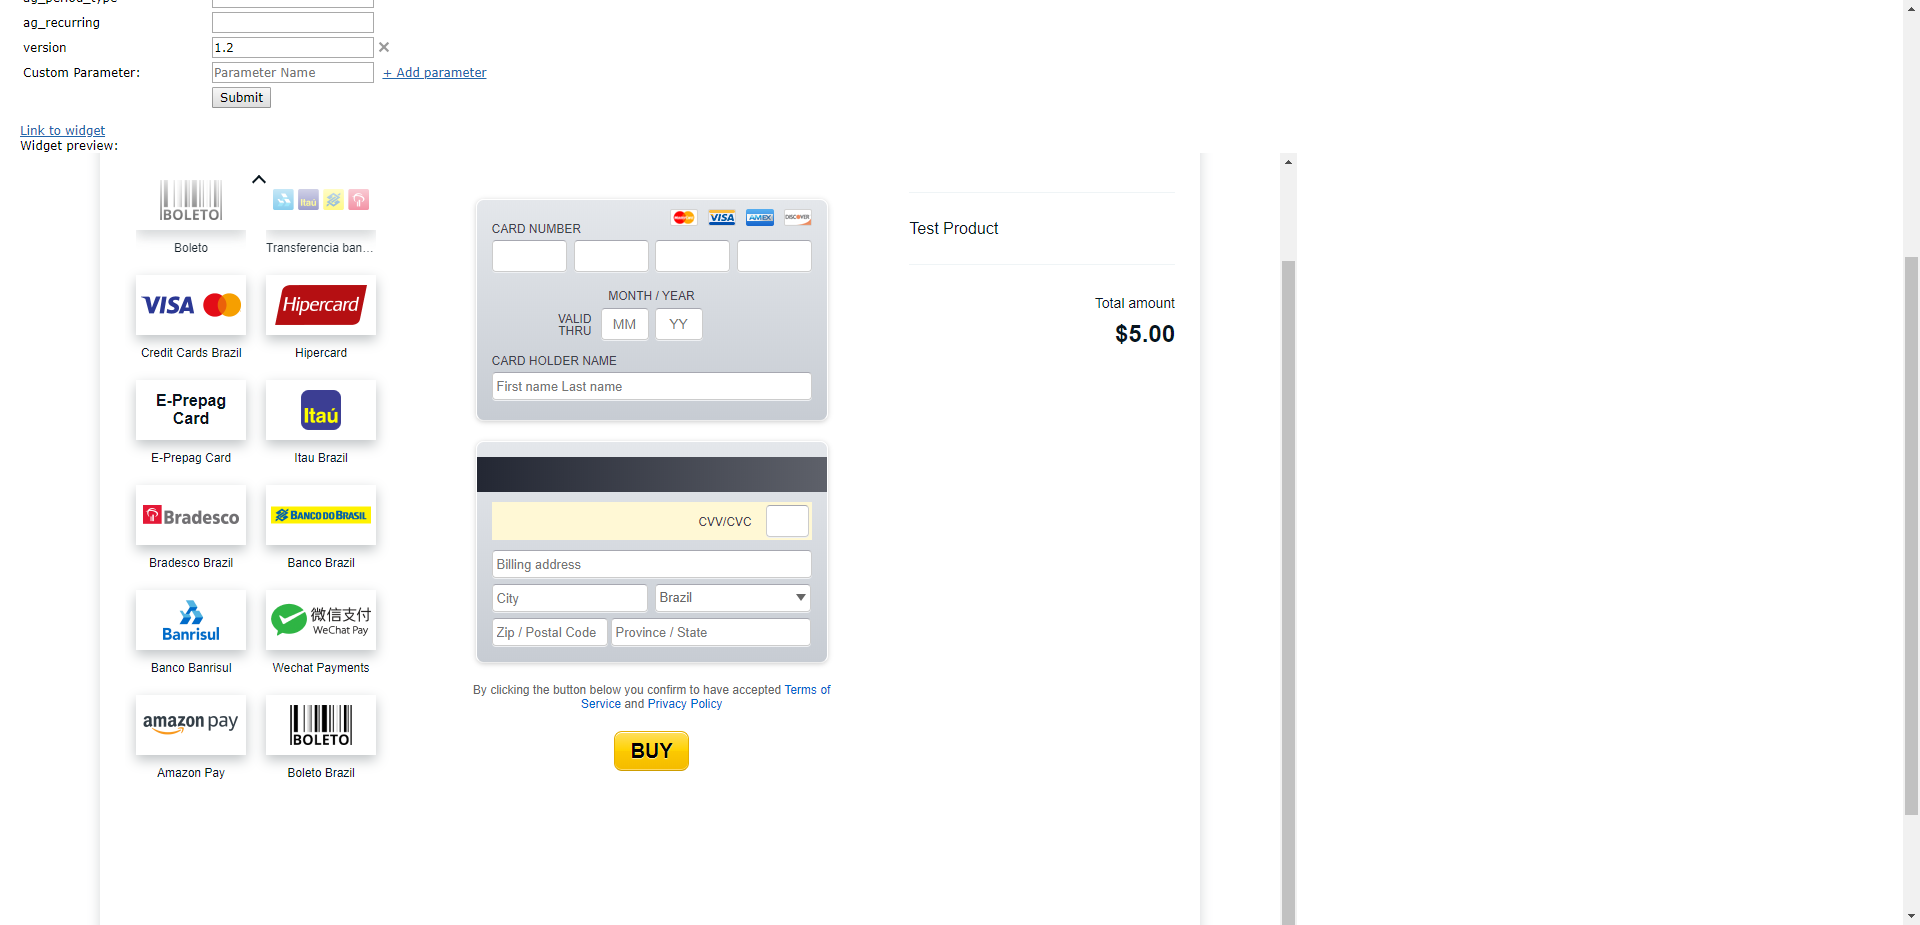 ag_period_type
ag_recurring
version
1.2
Custom Parameter:
Parameter Name
+ Add parameter
Submit
Link to widget
Widget preview:
BOLETO
Boleto
Itaú
Transferencia ban...
VISA
Credit Cards Brazil
Hipercard
Hipercard
E-Prepag
Card
E-Prepag Card
Itaú
Itau Brazil
Bradesco
Bradesco Brazil
BANCO DO BRASIL
Banco Brazil
Banrisul
Banco Banrisul
微信支付
WeChat Pay
Wechat Payments
amazon pay
Amazon Pay
BOLETO
Boleto Brazil
VISA
AMEX
DISCOVER
CARD NUMBER
MONTH / YEAR
VALID
THRU
MM
YY
CARD HOLDER NAME
First name Last name
CVV/CVC
Billing address
City
Brazil
Zip / Postal Code
Province / State
By clicking the button below you confirm to have accepted Terms of
Service and Privacy Policy
BUY
Test Product
Total amount
$5.00